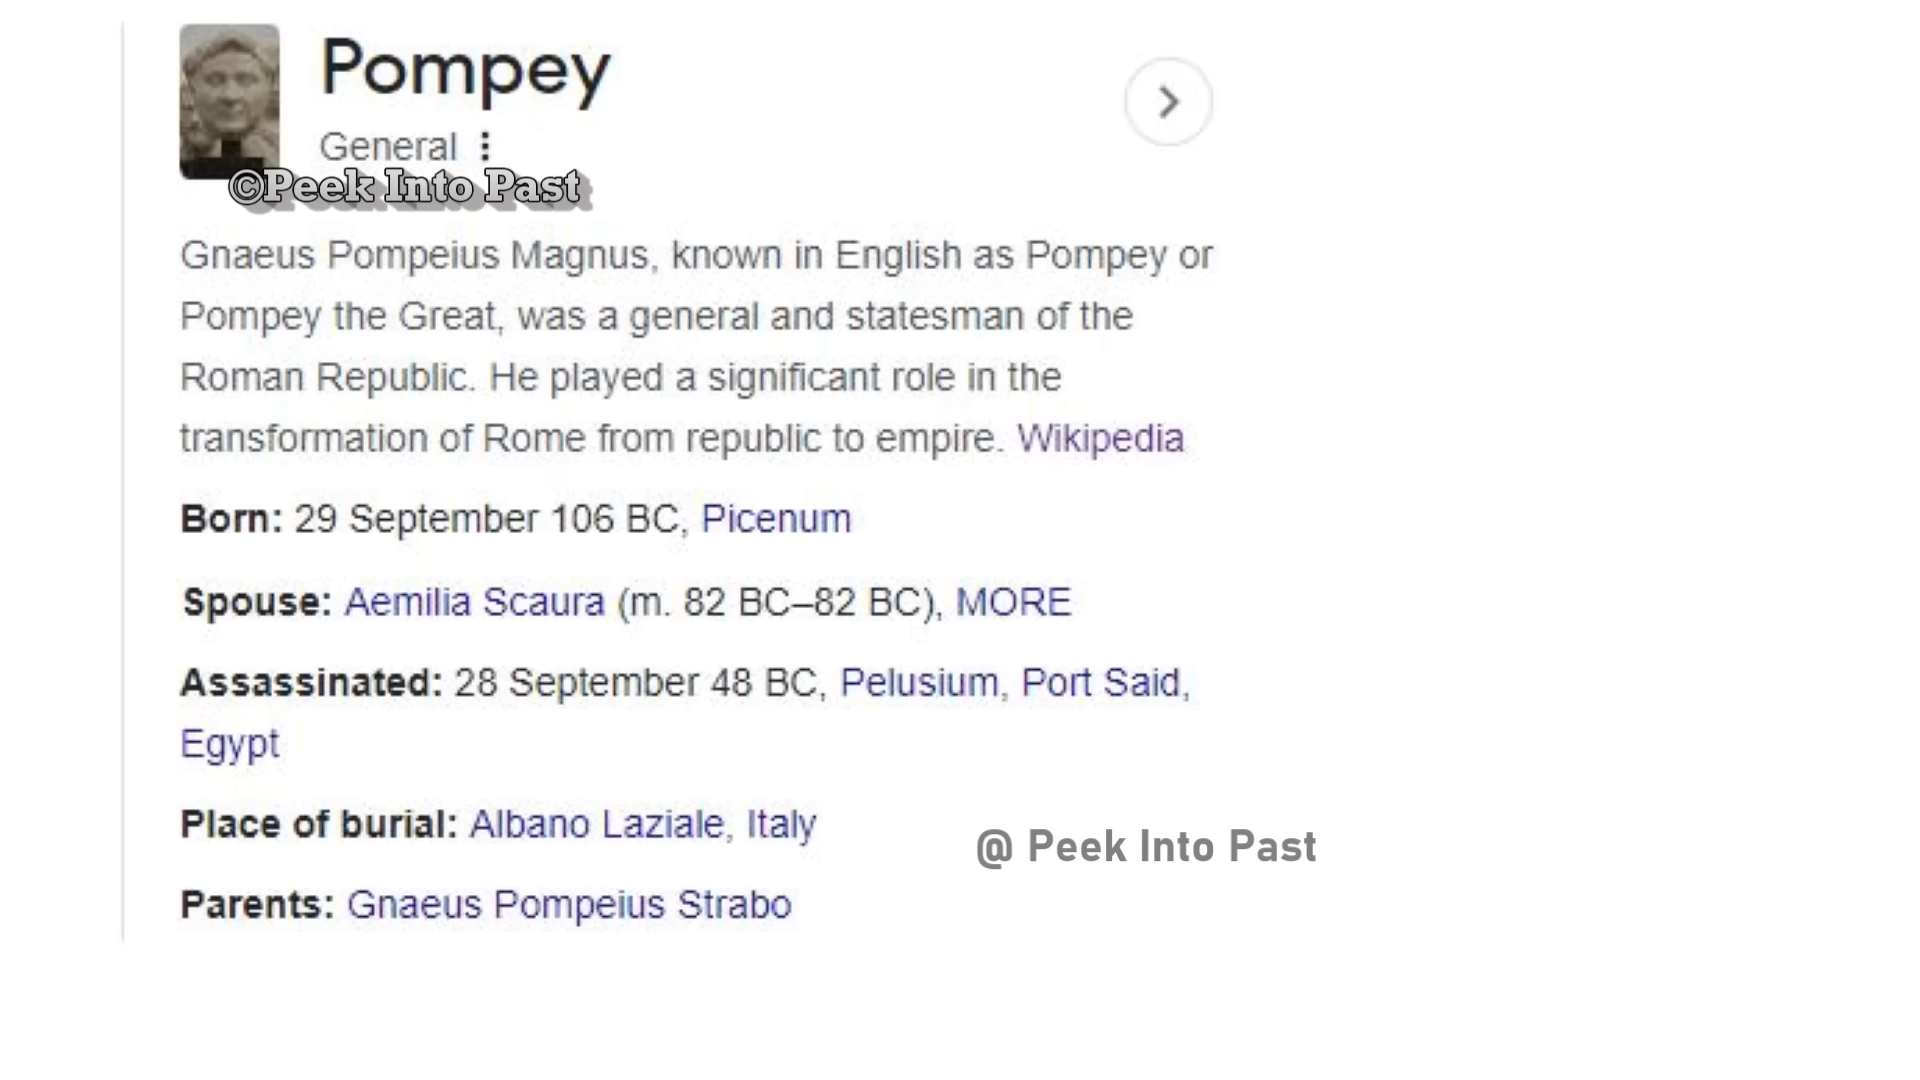 Pompey
General
©Peek Into Past
Gnaeus Pompeius Magnus, known in English as Pompey or
Pompey the Great, was a general and statesman of the
Roman Republic. He played a significant role in the
transformation of Rome from republic to empire. Wikipedia
Born: 29 September 106 BC, Picenum
Spouse: Aemilia Scaura (m. 82 BC–82 BC), MORE
Assassinated: 28 September 48 BC, Pelusium, Port Said,
Egypt
Place of burial: Albano Laziale, Italy
@ Peek Into Past
Parents: Gnaeus Pompeius Strabo